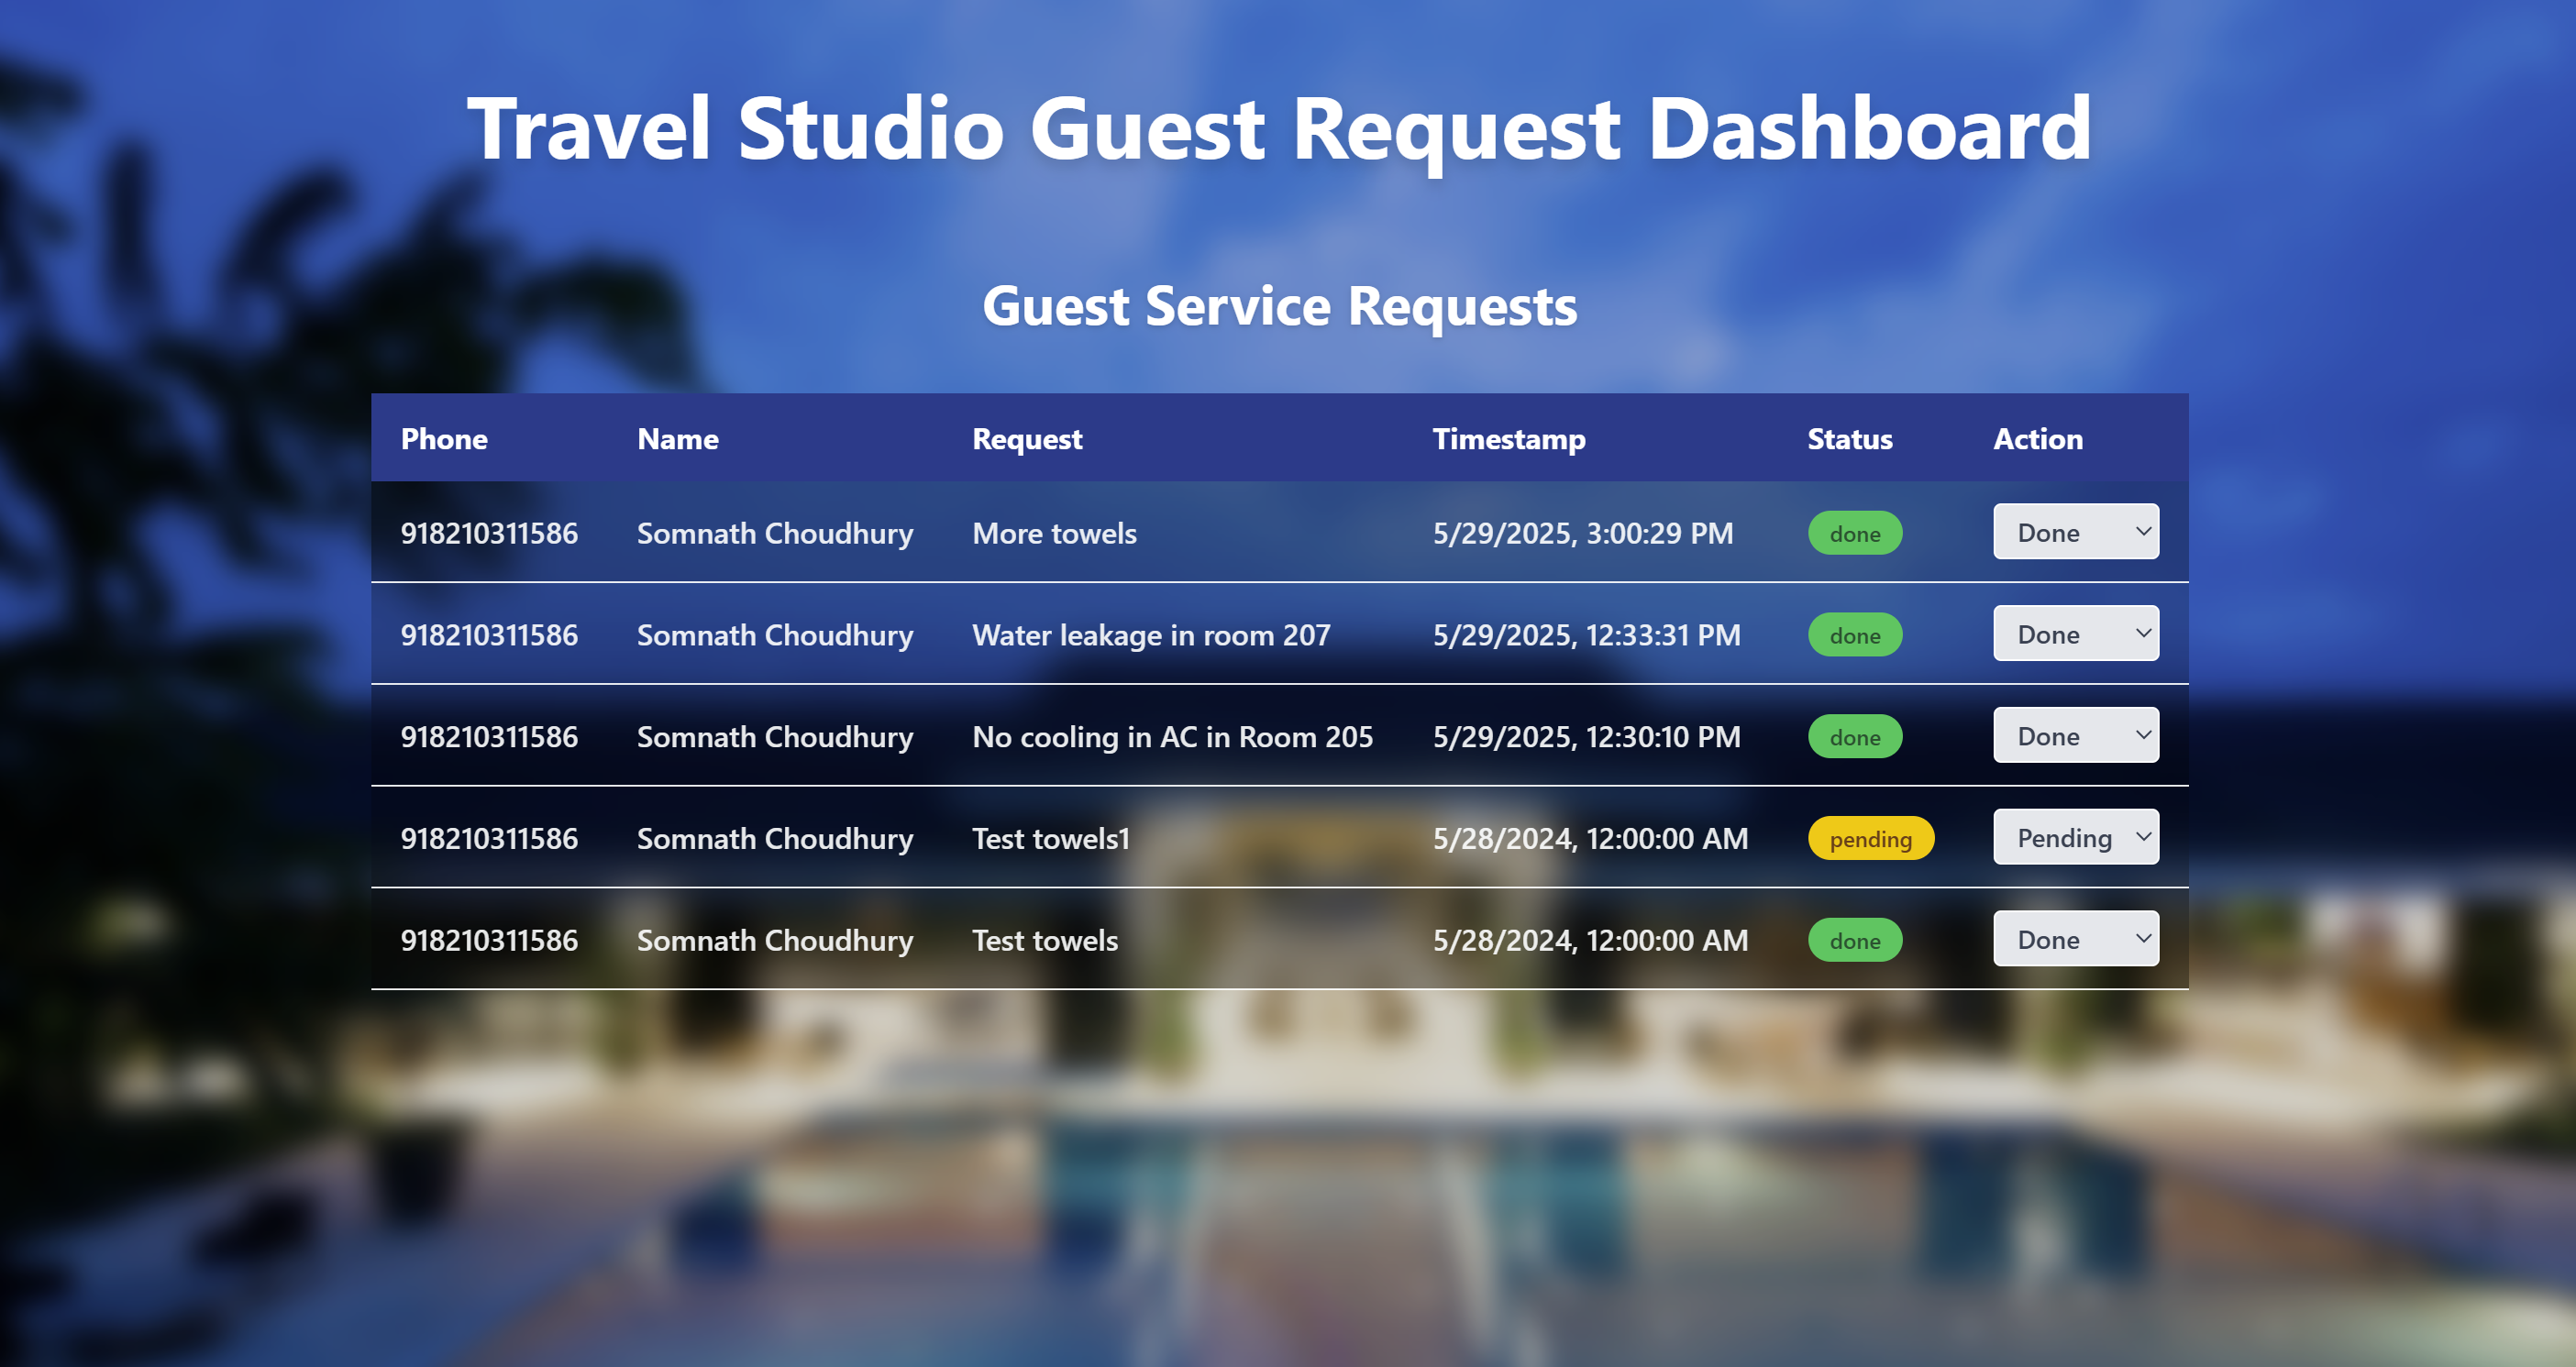 Travel Studio Guest Request Dashboard
Guest Service Requests
Phone Name Request Timestamp Status Action
918210311586 Somnath Choudhury More towels 5/29/2025, 3:00:29 PM done Done
918210311586 Somnath Choudhury Water leakage in room 207 5/29/2025, 12:33:31 PM done Done
918210311586 Somnath Choudhury No cooling in AC in Room 205 5/29/2025, 12:30:10 PM done Done
918210311586 Somnath Choudhury Test towels1 5/28/2024, 12:00:00 AM pending Pending
918210311586 Somnath Choudhury Test towels 5/28/2024, 12:00:00 AM done Done